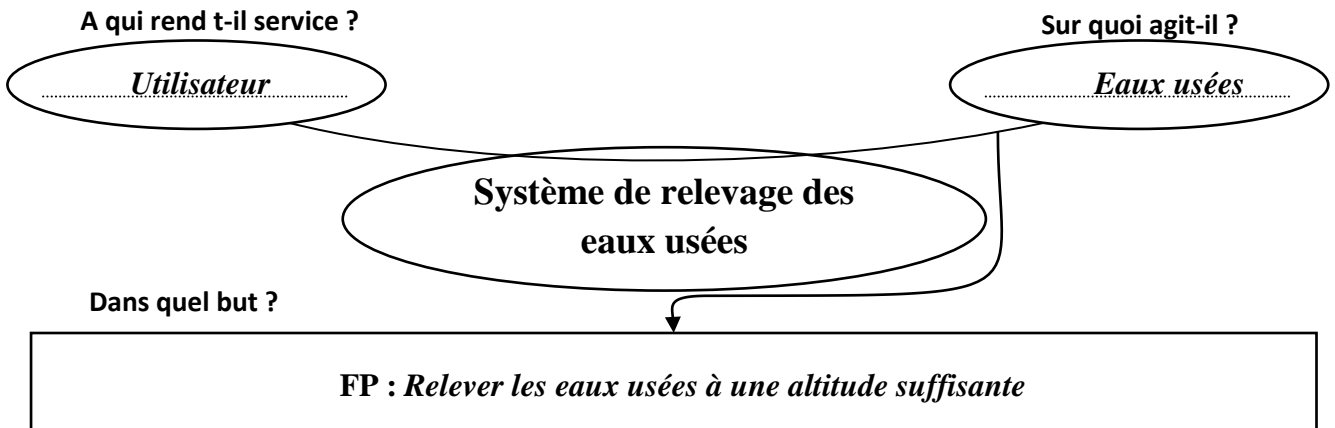 A qui rend t-il service ?
Sur quoi agit-il ?
Utilisateur
Eaux usées
Système de relevage des
eaux usées
Dans quel but ?
FP : Relever les eaux usées à une altitude suffisante